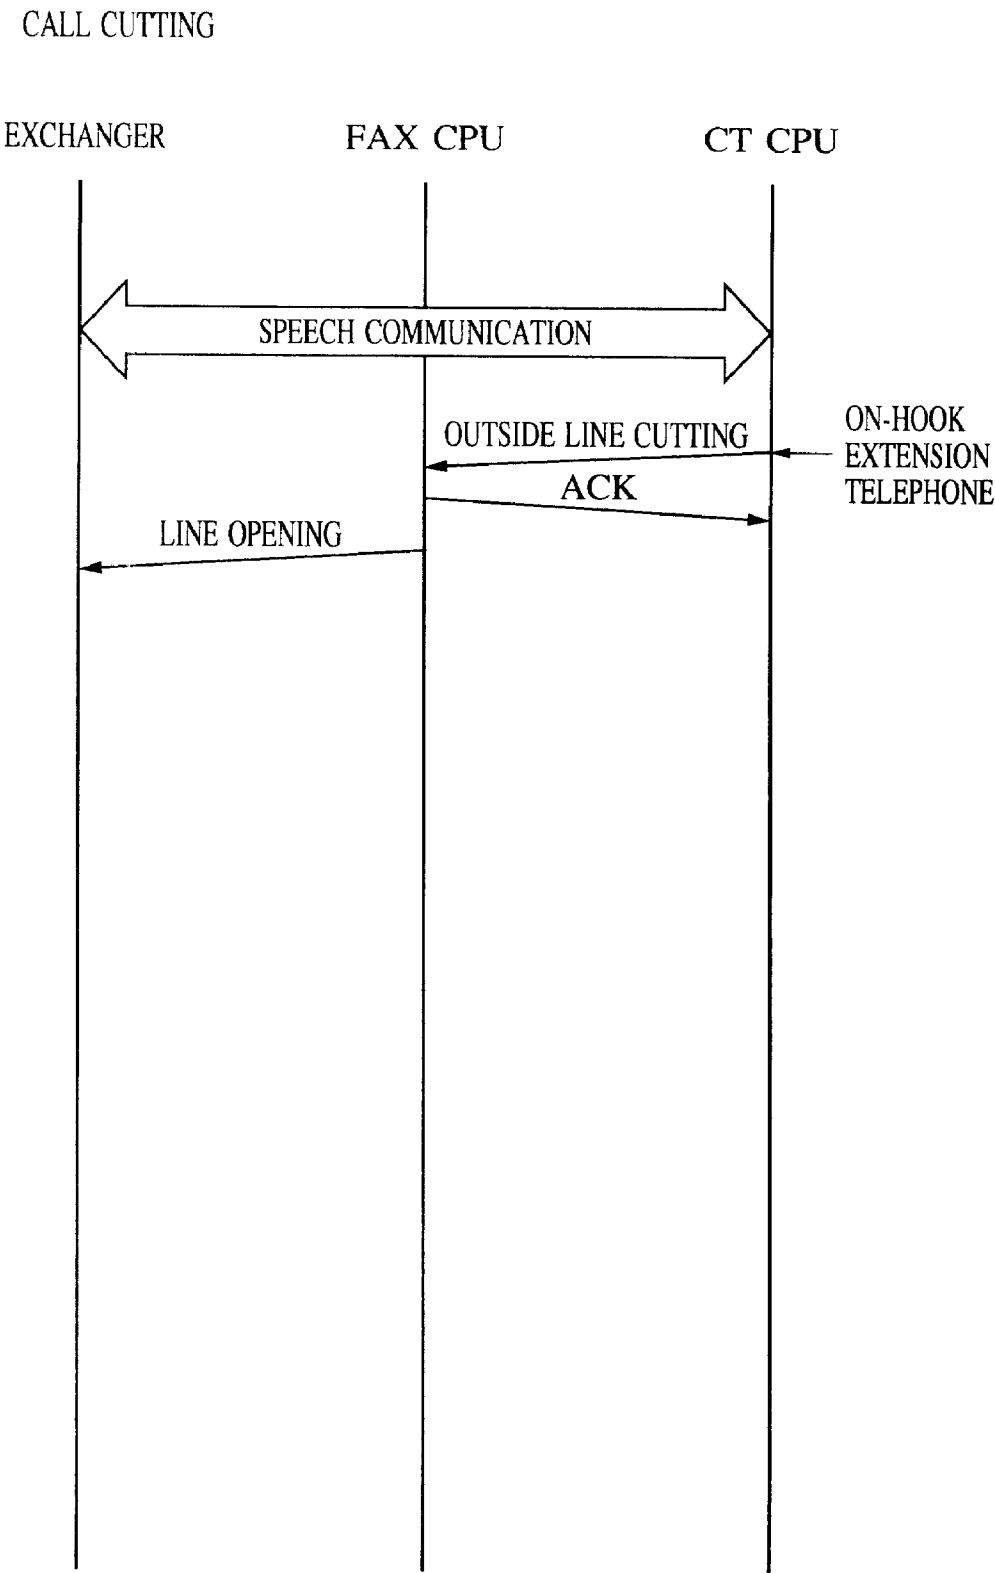 CALL CUTTING
EXCHANGER
FAX CPU
CT CPU
SPEECH COMMUNICATION
OUTSIDE LINE CUTTING
ON-HOOK
EXTENSION
TELEPHONE
ACK
LINE OPENING